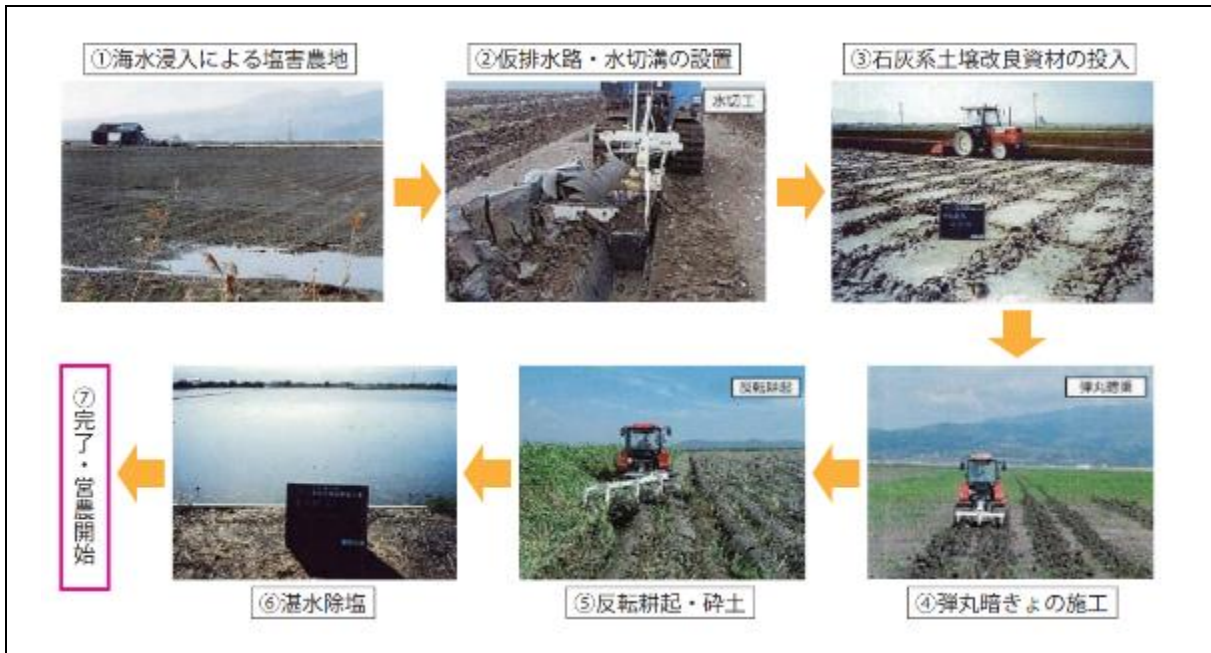 ①海水浸入による塩害農地
②仮排水路・水切溝の設置
水切工
③石灰系土壌改良資材の投入
弾丸暗渠
④弾丸暗きょの施工
反転耕起
⑤反転耕起・砕土
⑥湛水除塩
⑦完了・営農開始